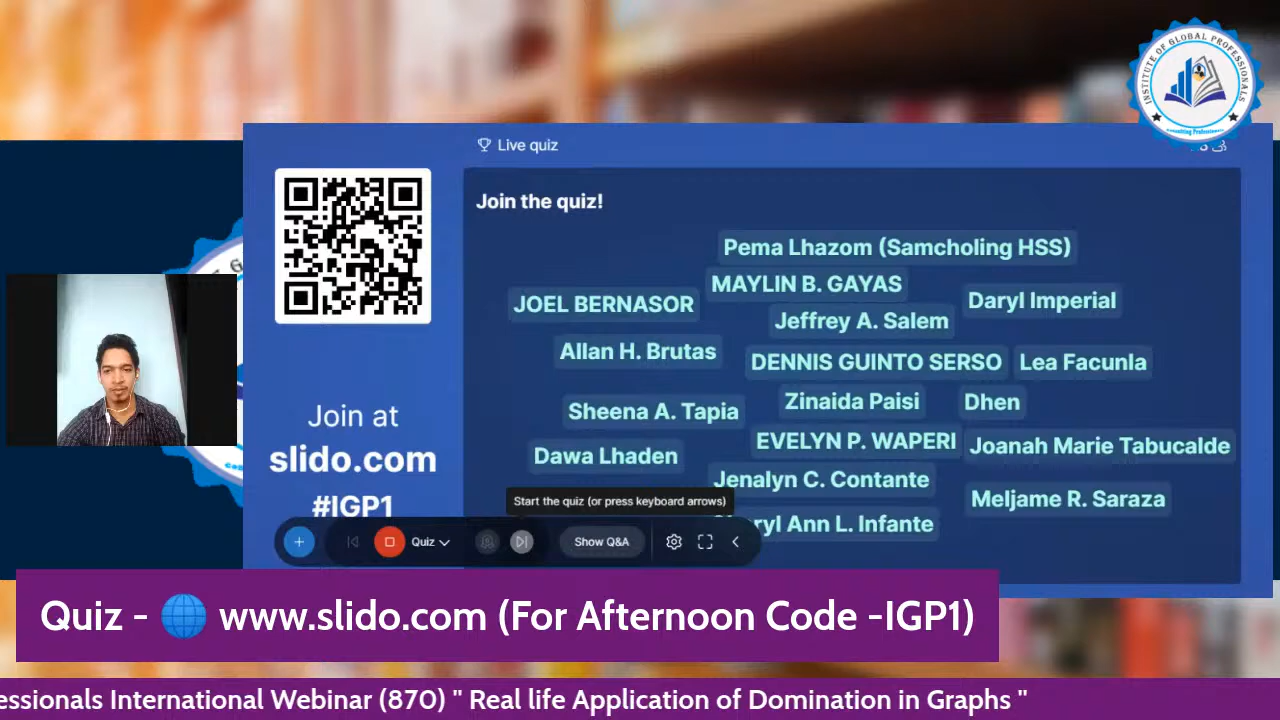 INSTITUTE OF GLOBAL PROFESSIONALS
Live quiz
Join the quiz!
Pema Lhazom (Samcholing HSS)
MAYLIN B. GAYAS
JOEL BERNASOR
Daryl Imperial
Jeffrey A. Salem
Allan H. Brutas
DENNIS GUINTO SERSO
Lea Facunla
Zinaida Paisi
Dhen
Sheena A. Tapia
EVELYN P. WAPERI
Joanah Marie Tabucalde
Dawa Lhaden
Jenalyn C. Contante
Meljame R. Saraza
ryl Ann L. Infante
Join at
slido.com
#IGP1
Start the quiz (or press keyboard arrows)
Quiz
Show Q&A
Quiz - www.slido.com (For Afternoon Code -IGP1)
essionals International Webinar (870) " Real life Application of Domination in Graphs "